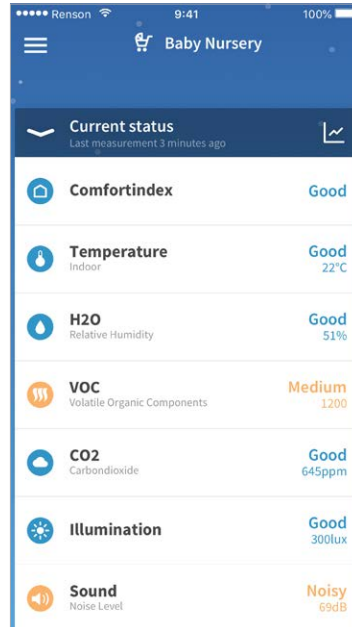 Renson 9:41 100%
Baby Nursery
Current status
Last measurement 3 minutes ago
Comfortindex Good
Temperature Good
Indoor 22°C
H2O Good
Relative Humidity 51%
VOC Medium
Volatile Organic Components 1200
CO2 Good
Carbondioxide 645ppm
Illumination Good
300lux
Sound Noisy
Noise Level 69dB